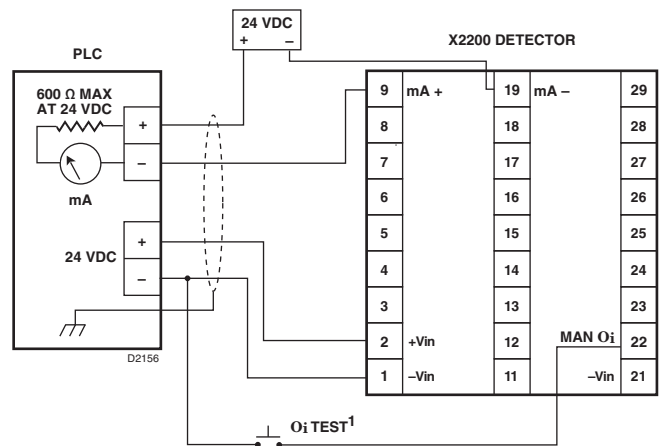 24 VDC
+ –
PLC
X2200 DETECTOR
600 Ω MAX
AT 24 VDC
+
–
mA
24 VDC
+
–
D2156
9 mA + 19 mA – 29
8 18 28
7 17 27
6 16 26
5 15 25
4 14 24
3 13 23
2 +Vin 12 MAN Oi 22
1 –Vin 11 –Vin 21
Oi TEST1